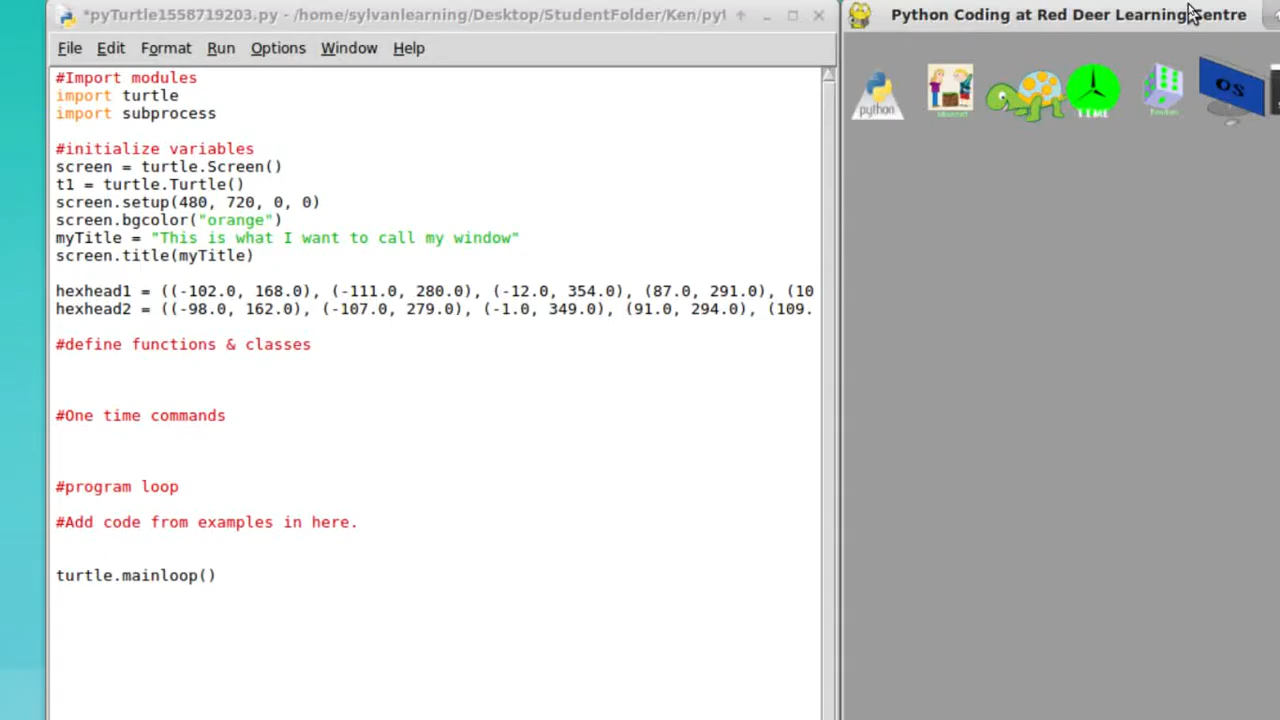 *pyTurtle1558719203.py - /home/sylvanlearning/Desktop/StudentFolder/Ken/pyt
File Edit Format Run Options Window Help
#Import modules
import turtle
import subprocess
#initialize variables
screen = turtle.Screen()
t1 = turtle.Turtle()
screen.setup(480, 720, 0, 0)
screen.bgcolor("orange")
myTitle = "This is what I want to call my window"
screen.title(myTitle)
hexhead1 = ((-102.0, 168.0), (-111.0, 280.0), (-12.0, 354.0), (87.0, 291.0), (10
hexhead2 = ((-98.0, 162.0), (-107.0, 279.0), (-1.0, 349.0), (91.0, 294.0), (109.
#define functions & classes
#One time commands
#program loop
#Add code from examples in here.
turtle.mainloop()
Python Coding at Red Deer Learning Centre
python
TIME
OS